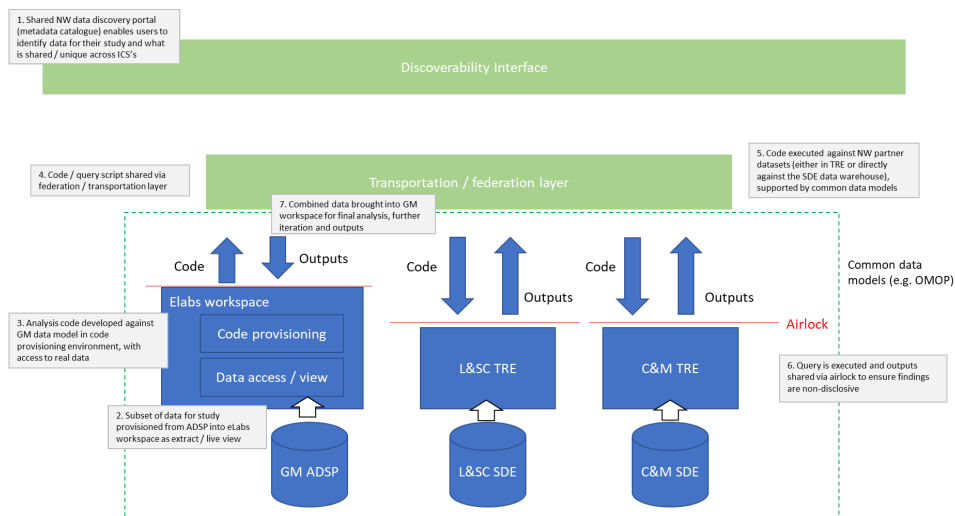 1. Shared NW data discovery portal
(metadata catalogue) enables users to
identify data for their study and what
is shared / unique across ICS's
Discoverability Interface
4. Code / query script shared via
federation / transportation layer
Transportation / federation layer
5. Code executed against NW partner
datasets (either in TRE or directly
against the SDE data warehouse),
supported by common data models
7. Combined data brought into GM
workspace for final analysis, further
iteration and outputs
Code
Outputs
Code
Outputs
Code
Outputs
Common data
models (e.g. OMOP)
Elabs workspace
Airlock
3. Analysis code developed against
GM data model in code
provisioning environment, with
access to real data
Code provisioning
Data access / view
L&SC TRE
C&M TRE
6. Query is executed and outputs
shared via airlock to ensure findings
are non-disclosive
2. Subset of data for study
provisioned from ADSP into eLabs
workspace as extract / live view
GM ADSP
L&SC SDE
C&M SDE